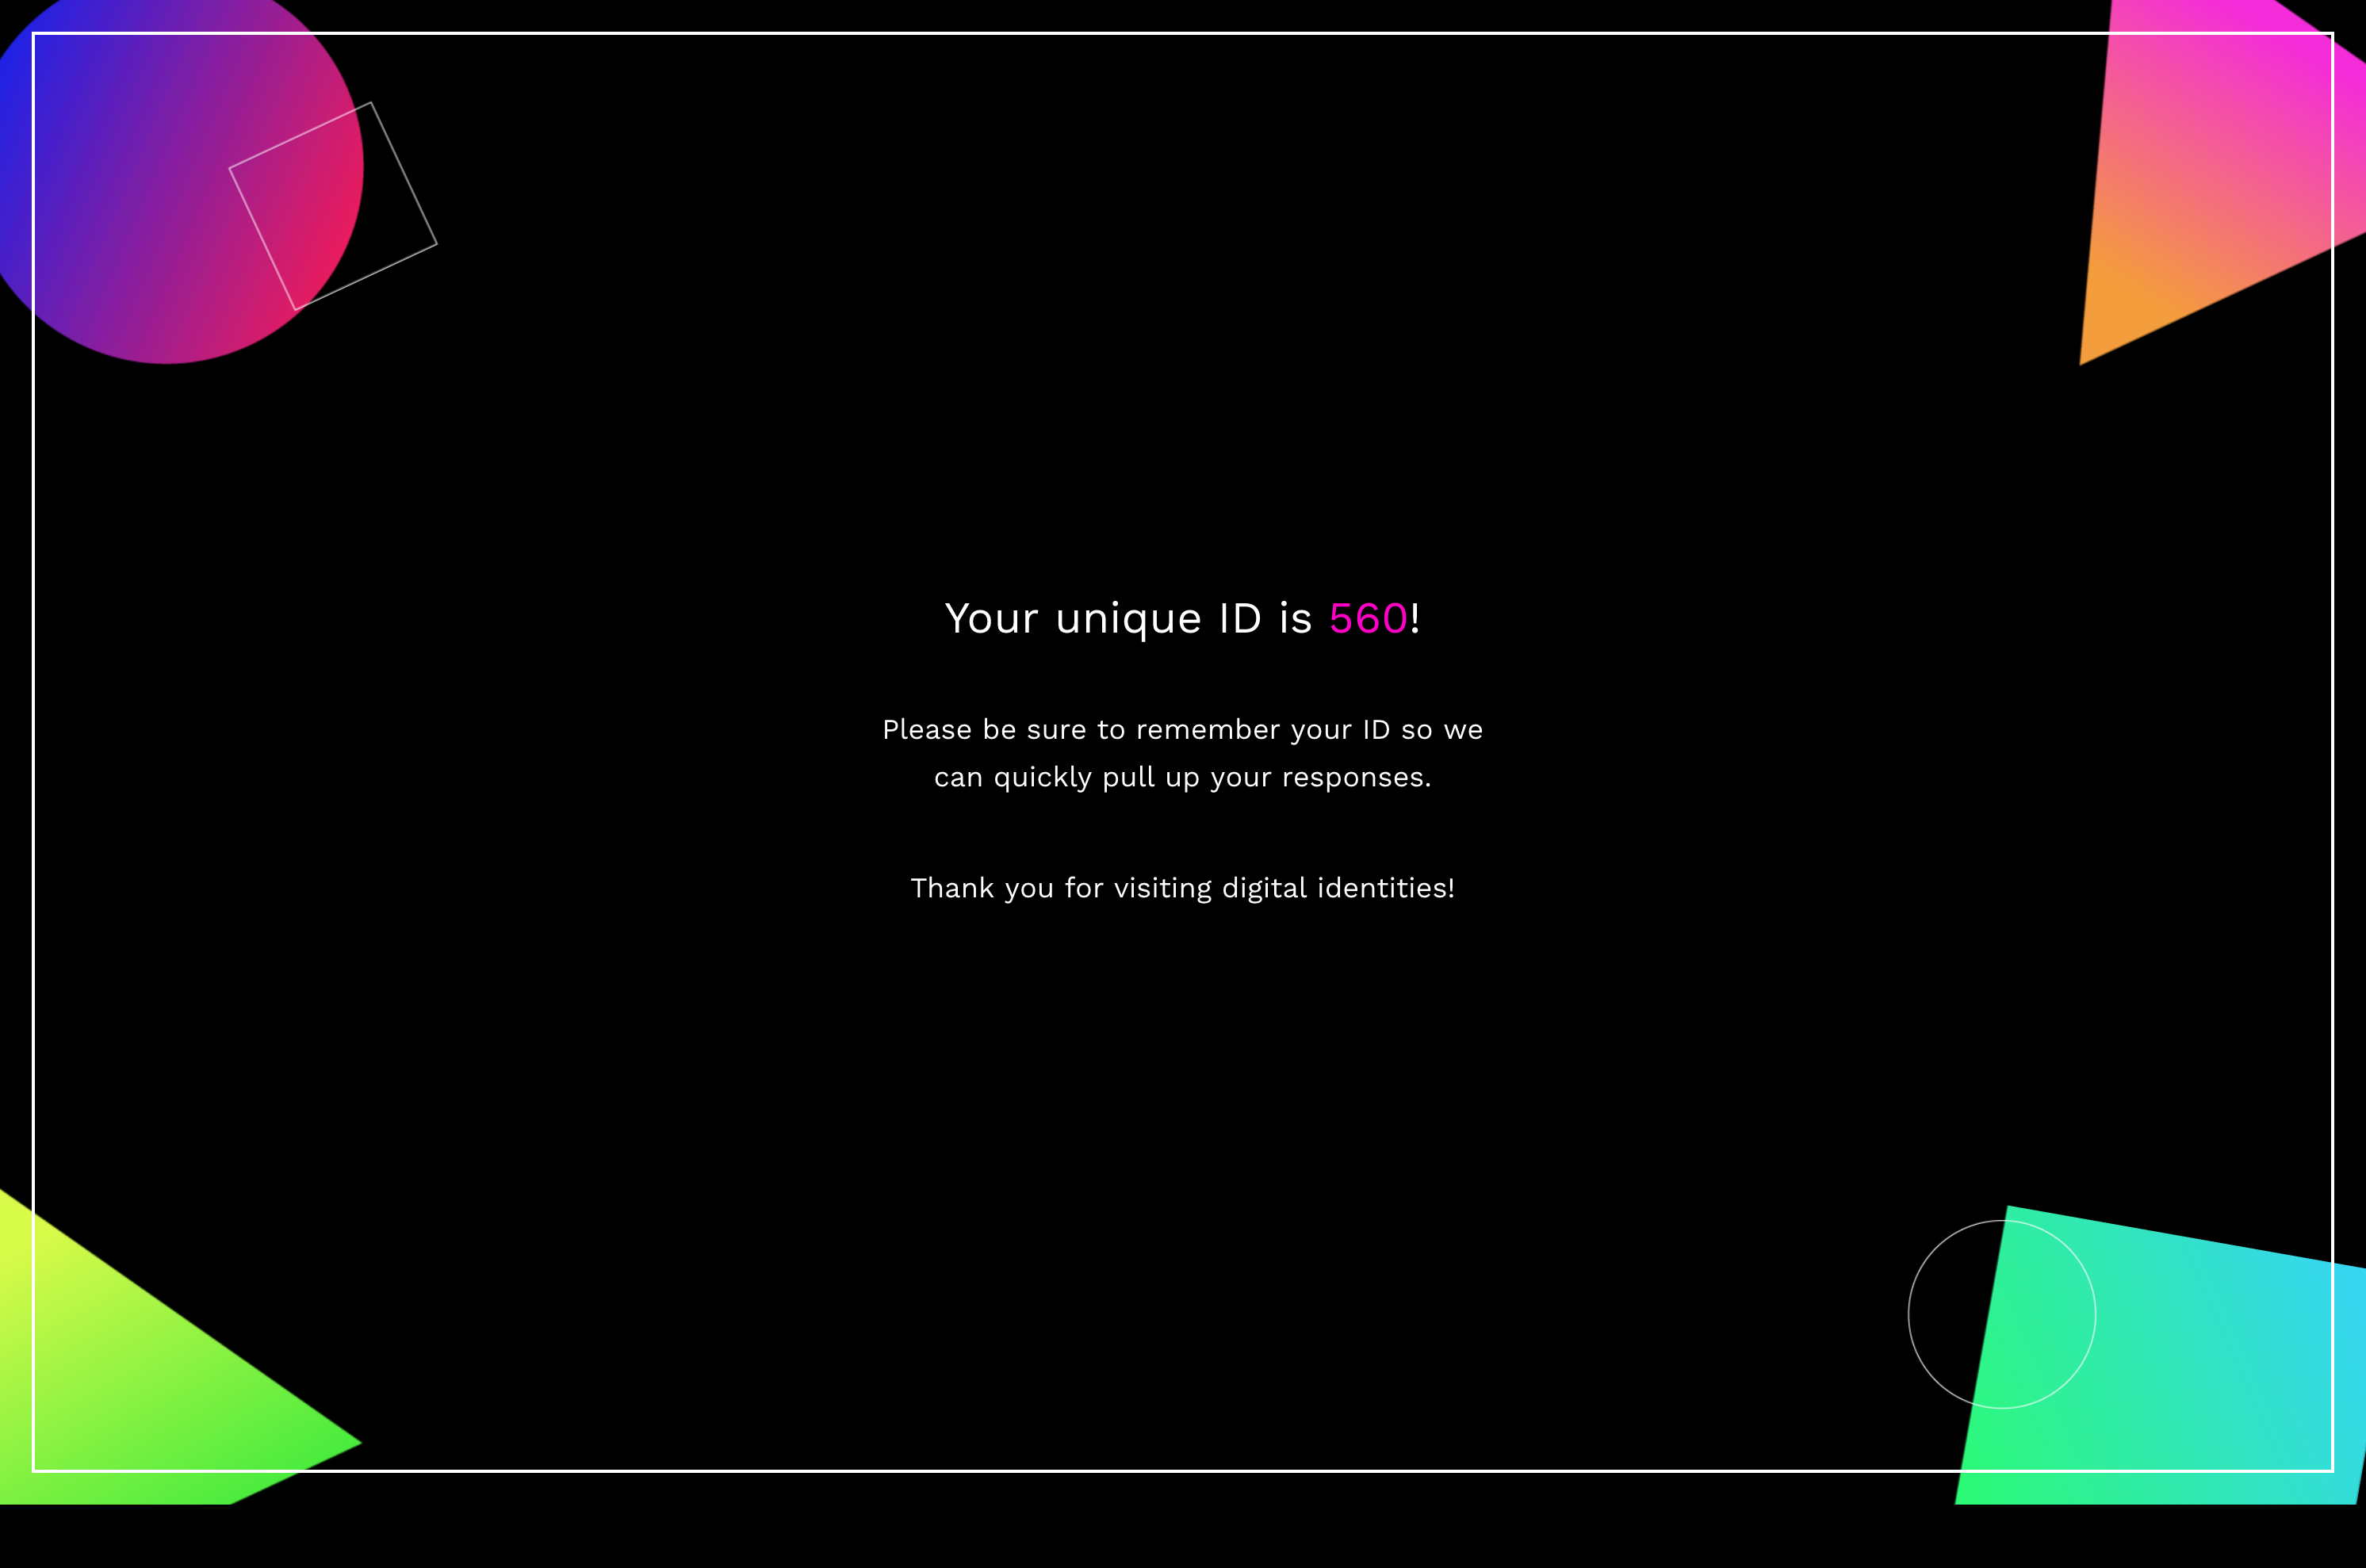 Your unique ID is 560!
Please be sure to remember your ID so we
can quickly pull up your responses.
Thank you for visiting digital identities!